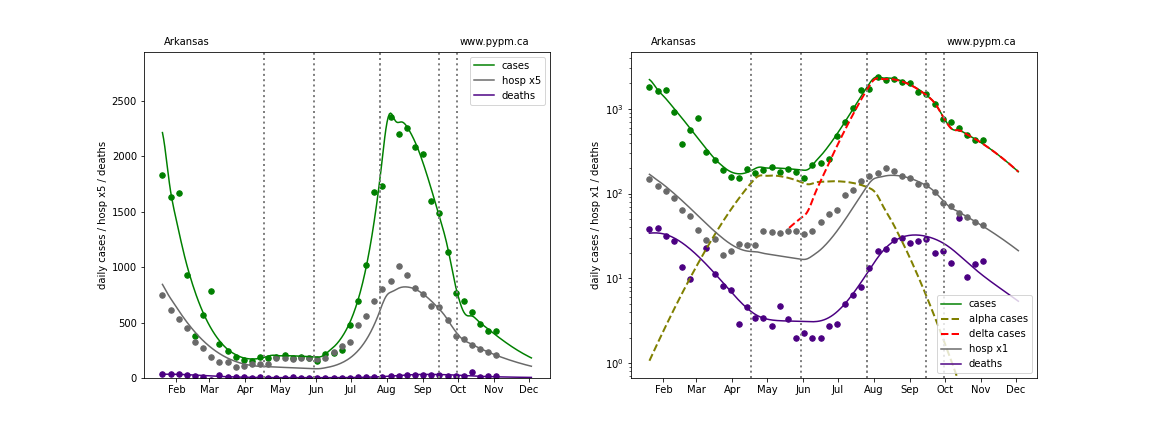 Arkansas www.pypm.ca
daily cases / hosp x5 / deaths
2500
2000
1500
1000
500
0
cases
hosp x5
deaths
Feb Mar Apr May Jun Jul Aug Sep Oct Nov Dec
Arkansas www.pypm.ca
daily cases / hosp x1 / deaths
10³
10²
10¹
10⁰
cases
alpha cases
delta cases
hosp x1
deaths
Feb Mar Apr May Jun Jul Aug Sep Oct Nov Dec